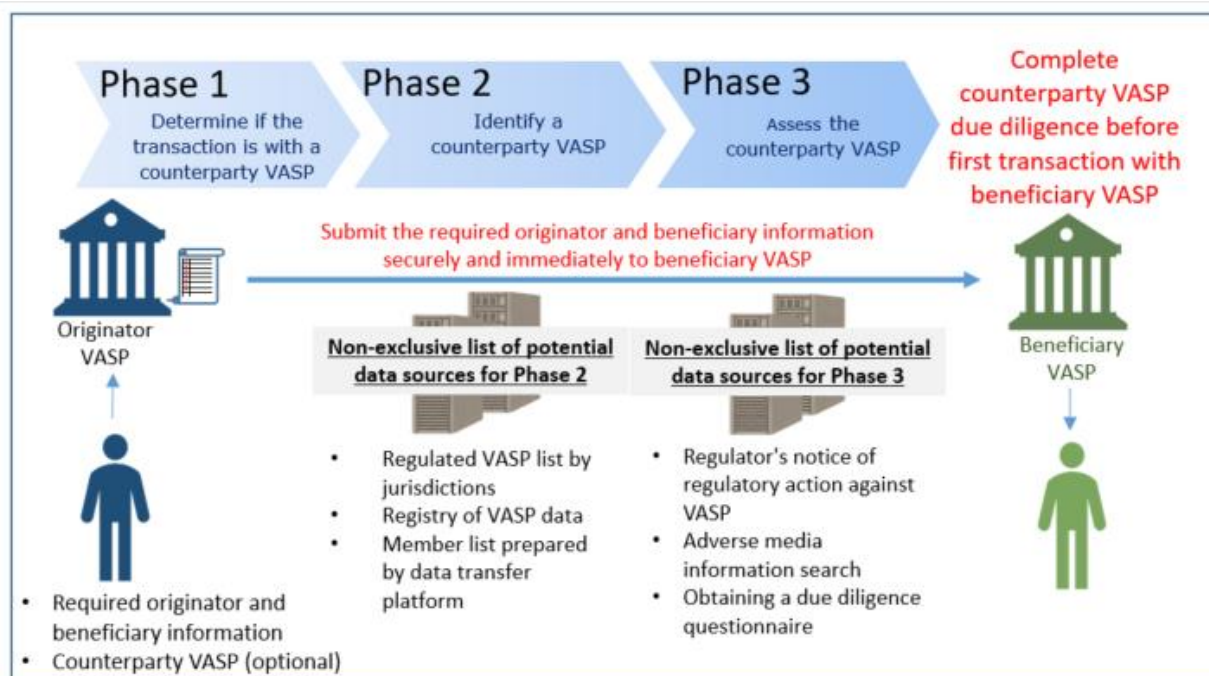 Phase 1
Determine if the
transaction is with a
counterparty VASP
Phase 2
Identify a
counterparty VASP
Phase 3
Assess the
counterparty VASP
Complete
counterparty VASP
due diligence before
first transaction with
beneficiary VASP
Submit the required originator and beneficiary information
securely and immediately to beneficiary VASP
Originator
VASP
Non-exclusive list of potential
data sources for Phase 2
Non-exclusive list of potential
data sources for Phase 3
Beneficiary
VASP
• Regulated VASP list by
jurisdictions
• Registry of VASP data
• Member list prepared
by data transfer
platform
• Regulator's notice of
regulatory action against
VASP
• Adverse media
information search
• Obtaining a due diligence
questionnaire
• Required originator and
beneficiary information
• Counterparty VASP (optional)